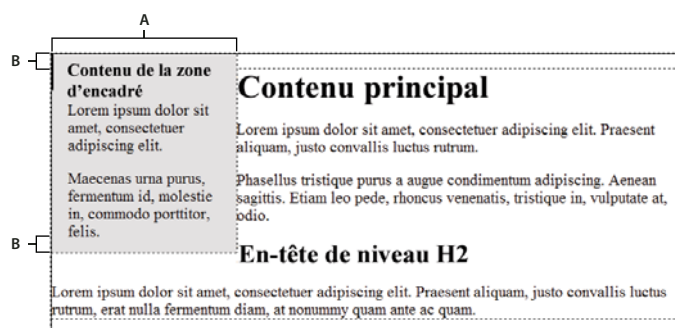 A
B
Contenu de la zone
d'encadré
Lorem ipsum dolor sit
amet, consectetuer
adipiscing elit.
Maecenas urna purus,
fermentum id, molestie
in, commodo porttitor,
felis.
B
Contenu principal
Lorem ipsum dolor sit amet, consectetuer adipiscing elit. Praesent
aliquam, justo convallis luctus rutrum.
Phasellus tristique purus a augue condimentum adipiscing. Aenean
sagittis. Etiam leo pede, rhoncus venenatis, tristique in, vulputate at,
odio.
En-tête de niveau H2
Lorem ipsum dolor sit amet, consectetuer adipiscing elit. Praesent aliquam, justo convallis luctus
rutrum, erat nulla fermentum diam, at nonummy quam ante ac quam.